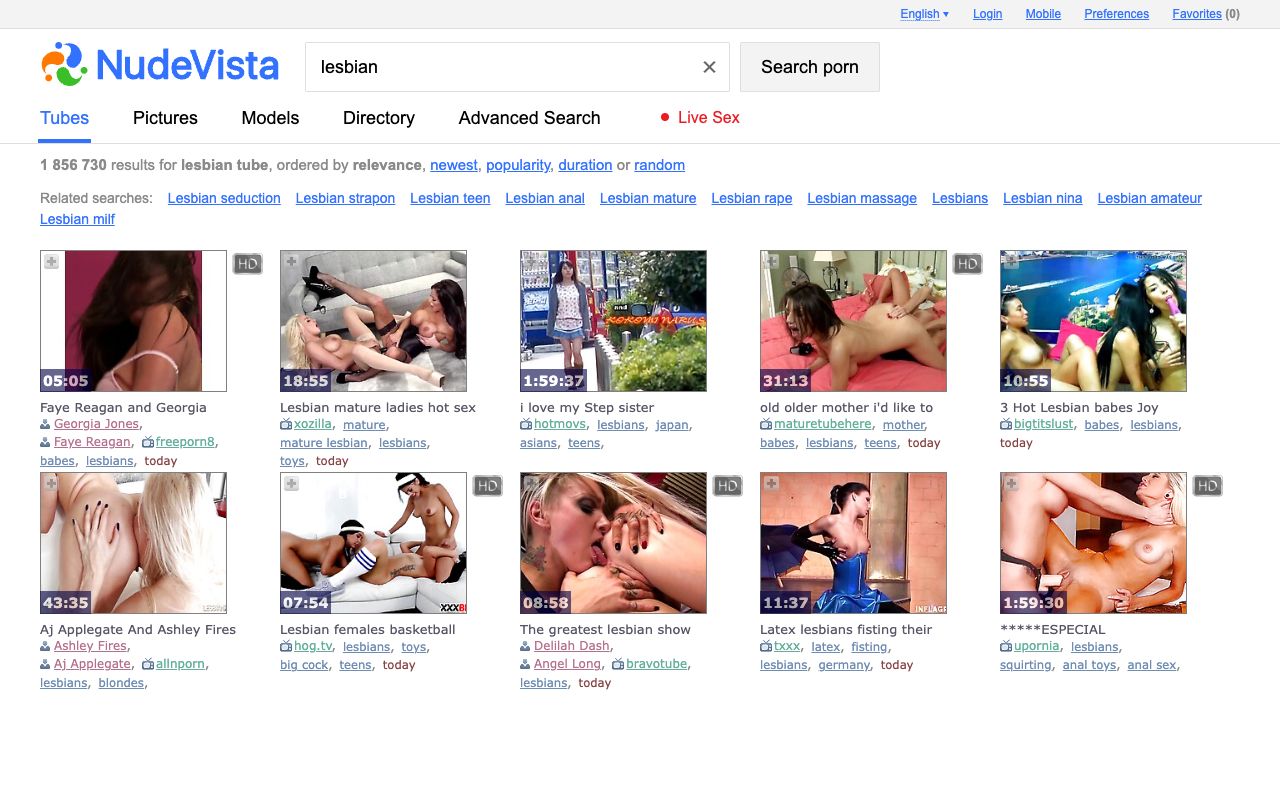 English ▾ Login Mobile Preferences Favorites (0)
NudeVista lesbian ✕ Search porn
Tubes Pictures Models Directory Advanced Search Live Sex
1 856 730 results for lesbian tube, ordered by relevance, newest, popularity, duration or random
Related searches: Lesbian seduction Lesbian strapon Lesbian teen Lesbian anal Lesbian mature Lesbian rape Lesbian massage Lesbians Lesbian nina Lesbian amateur
Lesbian milf
05:05 HD
Faye Reagan and Georgia
Georgia Jones,
Faye Reagan, freeporn8,
babes, lesbians, today
18:55
Lesbian mature ladies hot sex
xozilla, mature,
mature lesbian, lesbians,
toys, today
and
1:59:37
i love my Step sister
hotmovs, lesbians, japan,
asians, teens,
31:13 HD
old older mother i'd like to
maturetubehere, mother,
babes, lesbians, teens, today
10:55
3 Hot Lesbian babes Joy
bigtitslust, babes, lesbians,
today
43:35
Aj Applegate And Ashley Fires
Ashley Fires,
Aj Applegate, allnporn,
lesbians, blondes,
07:54 HD
Lesbian females basketball
hog.tv, lesbians, toys,
big cock, teens, today
08:58 HD
The greatest lesbian show
Delilah Dash,
Angel Long, bravotube,
lesbians, today
11:37
Latex lesbians fisting their
txxx, latex, fisting,
lesbians, germany, today
1:59:30 HD
*****ESPECIAL
upornia, lesbians,
squirting, anal toys, anal sex,